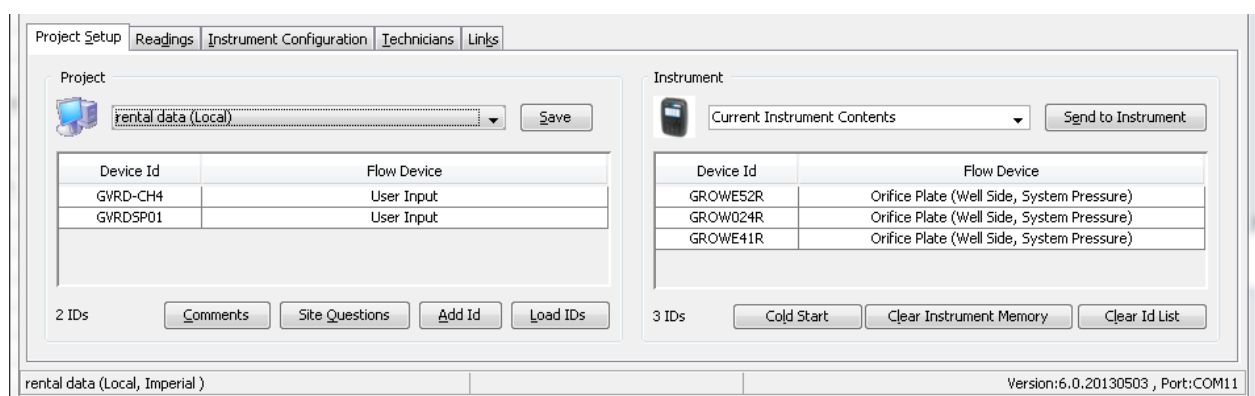 Project Setup Readings Instrument Configuration Technicians Links
Project
rental data (Local)
Save
Device Id Flow Device
GVRD-CH4 User Input
GVRDSP01 User Input
2 IDs Comments Site Questions Add Id Load IDs
Instrument
Current Instrument Contents
Send to Instrument
Device Id Flow Device
GROWE52R Orifice Plate (Well Side, System Pressure)
GROW024R Orifice Plate (Well Side, System Pressure)
GROWE41R Orifice Plate (Well Side, System Pressure)
3 IDs Cold Start Clear Instrument Memory Clear Id List
rental data (Local, Imperial ) Version:6.0.20130503 , Port:COM11